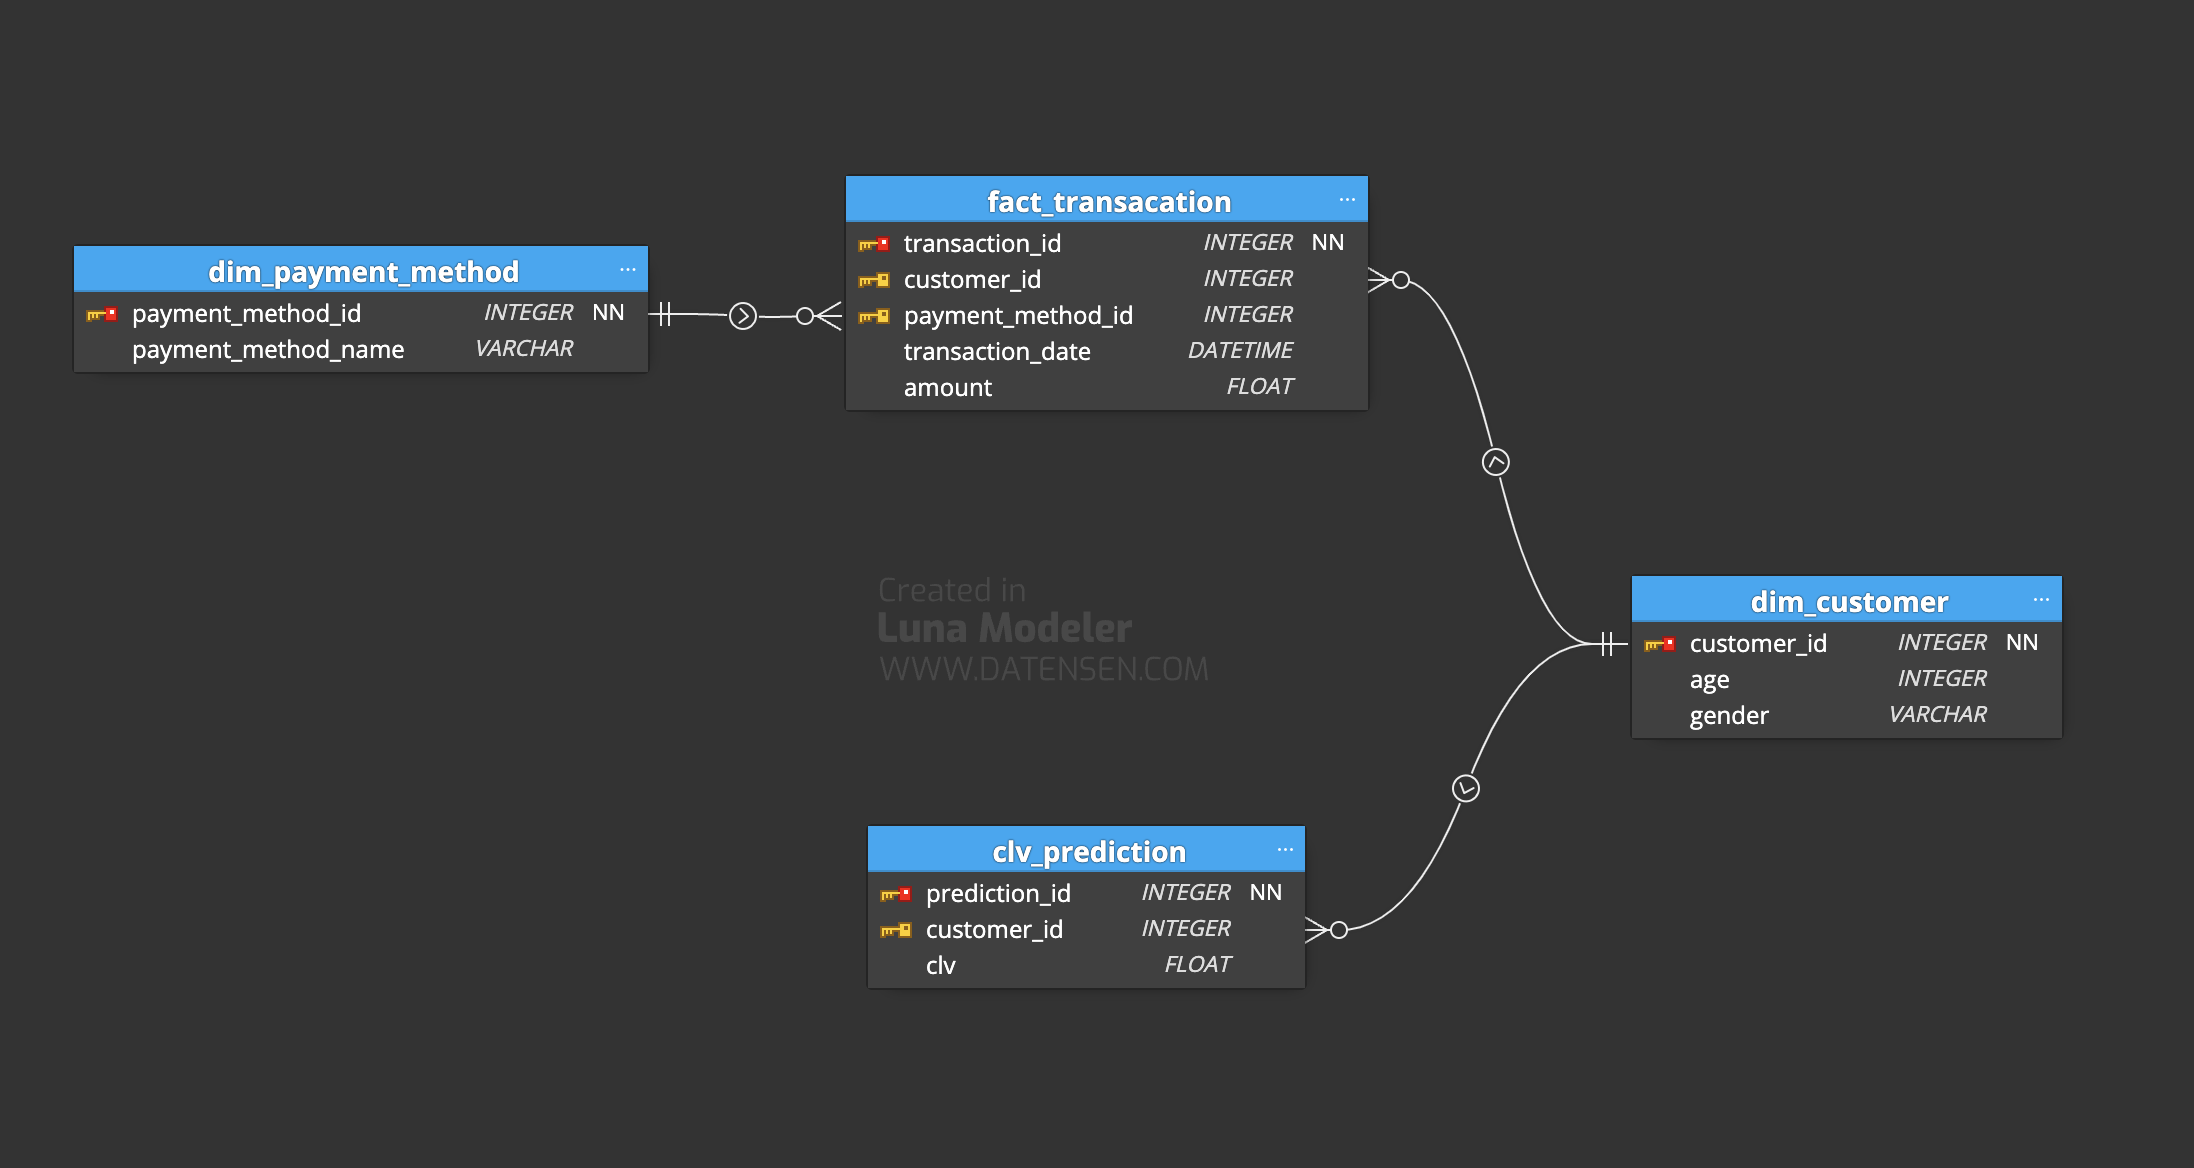 dim_payment_method ...
payment_method_id INTEGER NN
payment_method_name VARCHAR
fact_transacation ...
transaction_id INTEGER NN
customer_id INTEGER
payment_method_id INTEGER
transaction_date DATETIME
amount FLOAT
Created in
Luna Modeler
WWW.DATENSEN.COM
dim_customer ...
customer_id INTEGER NN
age INTEGER
gender VARCHAR
clv_prediction ...
prediction_id INTEGER NN
customer_id INTEGER
clv FLOAT